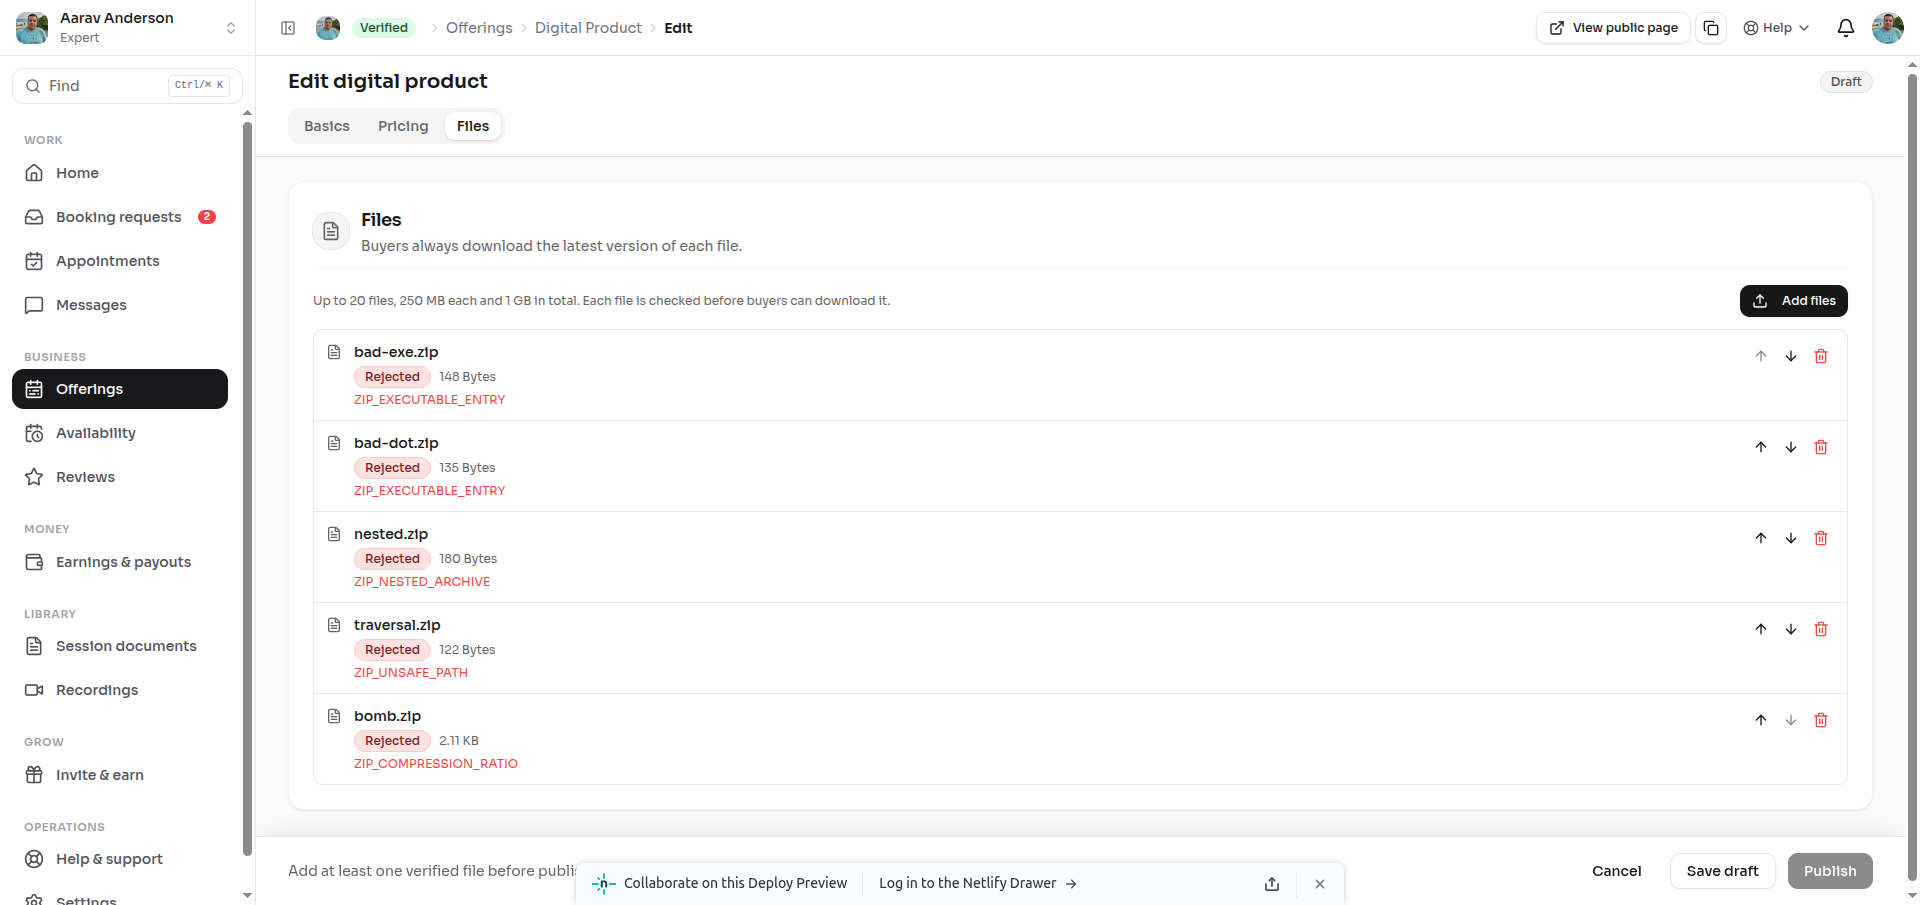 Aarav Anderson
Expert
Find
Ctrl/⌘ K
WORK
Home
Booking requests 2
Appointments
Messages
BUSINESS
Offerings
Availability
Reviews
MONEY
Earnings & payouts
LIBRARY
Session documents
Recordings
GROW
Invite & earn
OPERATIONS
Help & support
Settings
Verified > Offerings > Digital Product > Edit
View public page
Help
Edit digital product
Draft
Basics Pricing Files
Files
Buyers always download the latest version of each file.
Up to 20 files, 250 MB each and 1 GB in total. Each file is checked before buyers can download it.
Add files
bad-exe.zip
Rejected 148 Bytes
ZIP_EXECUTABLE_ENTRY
bad-dot.zip
Rejected 135 Bytes
ZIP_EXECUTABLE_ENTRY
nested.zip
Rejected 180 Bytes
ZIP_NESTED_ARCHIVE
traversal.zip
Rejected 122 Bytes
ZIP_UNSAFE_PATH
bomb.zip
Rejected 2.11 KB
ZIP_COMPRESSION_RATIO
Add at least one verified file before publi
Cancel Save draft Publish
Collaborate on this Deploy Preview
Log in to the Netlify Drawer →